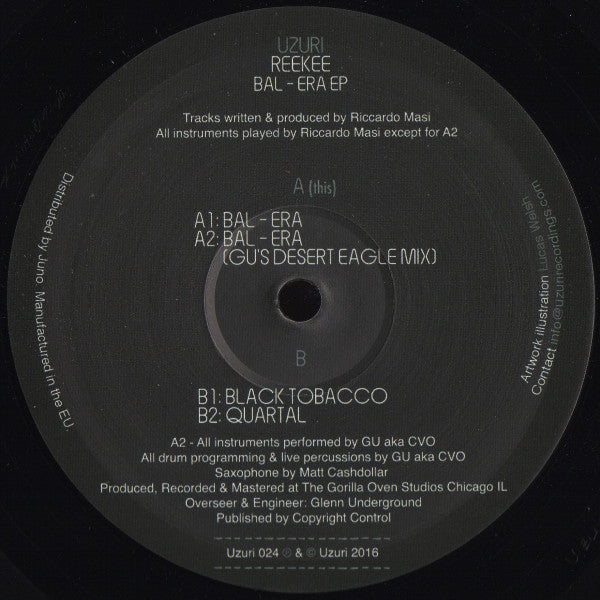 UZURI
REEKEE
BAL - ERA EP
Tracks written & produced by Riccardo Masi
All instruments played by Riccardo Masi except for A2
A (this)
A1: BAL - ERA
A2: BAL - ERA
(GU'S DESERT EAGLE MIX)
B
B1: BLACK TOBACCO
B2: QUARTAL
A2 - All instruments performed by GU aka CVO
All drum programming & live percussions by GU aka CVO
Saxophone by Matt Cashdollar
Produced, Recorded & Mastered at The Gorilla Oven Studios Chicago IL
Overseer & Engineer: Glenn Underground
Published by Copyright Control
Uzuri 024 ℗ & © Uzuri 2016
Distributed by Juno. Manufactured in the EU
Artwork illustration Lucas Welsh
Contact info@uzurirecordings.com